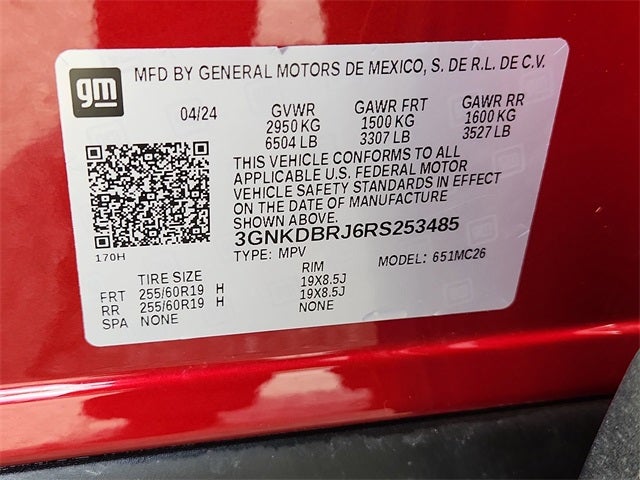 gm
MFD BY GENERAL MOTORS DE MEXICO, S. DE R.L. DE C.V.
04/24 GVWR GAWR FRT GAWR RR
2950 KG 1500 KG 1600 KG
6504 LB 3307 LB 3527 LB
THIS VEHICLE CONFORMS TO ALL
APPLICABLE U.S. FEDERAL MOTOR
VEHICLE SAFETY STANDARDS IN EFFECT
ON THE DATE OF MANUFACTURE
SHOWN ABOVE.
3GNKDBRJ6RS253485
170H TYPE: MPV MODEL: 651MC26
TIRE SIZE RIM
FRT 255/60R19 H 19X8.5J
RR 255/60R19 H 19X8.5J
SPA NONE NONE